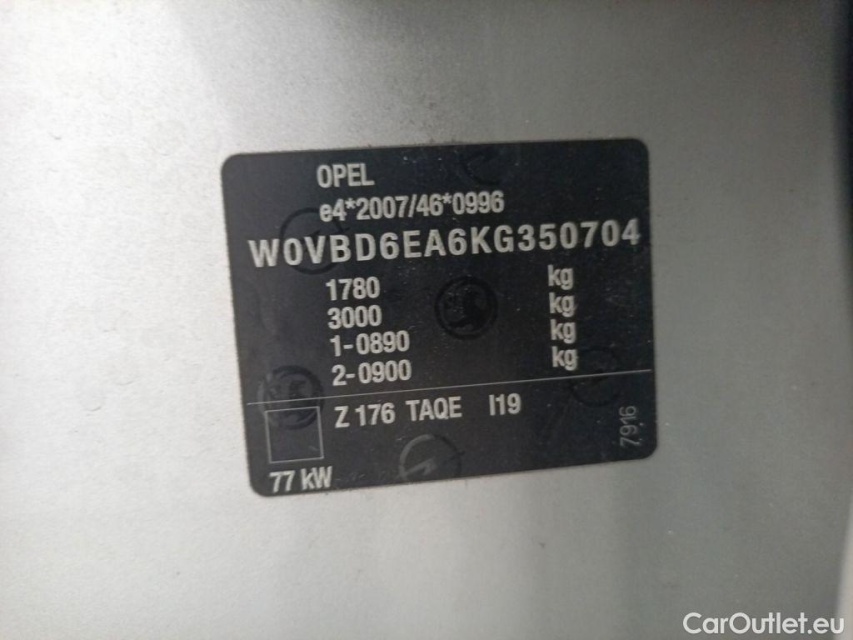 OPEL
e4*2007/46*0996
W0VBD6EA6KG350704
1780 kg
3000 kg
1-0890 kg
2-0900 kg
Z 176 TAQE I19
7916
77 kW
CarOutlet.eu